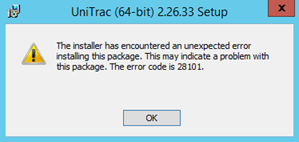 UniTrac (64-bit) 2.26.33 Setup
x
The installer has encountered an unexpected error
installing this package. This may indicate a problem with
this package. The error code is 28101.
OK